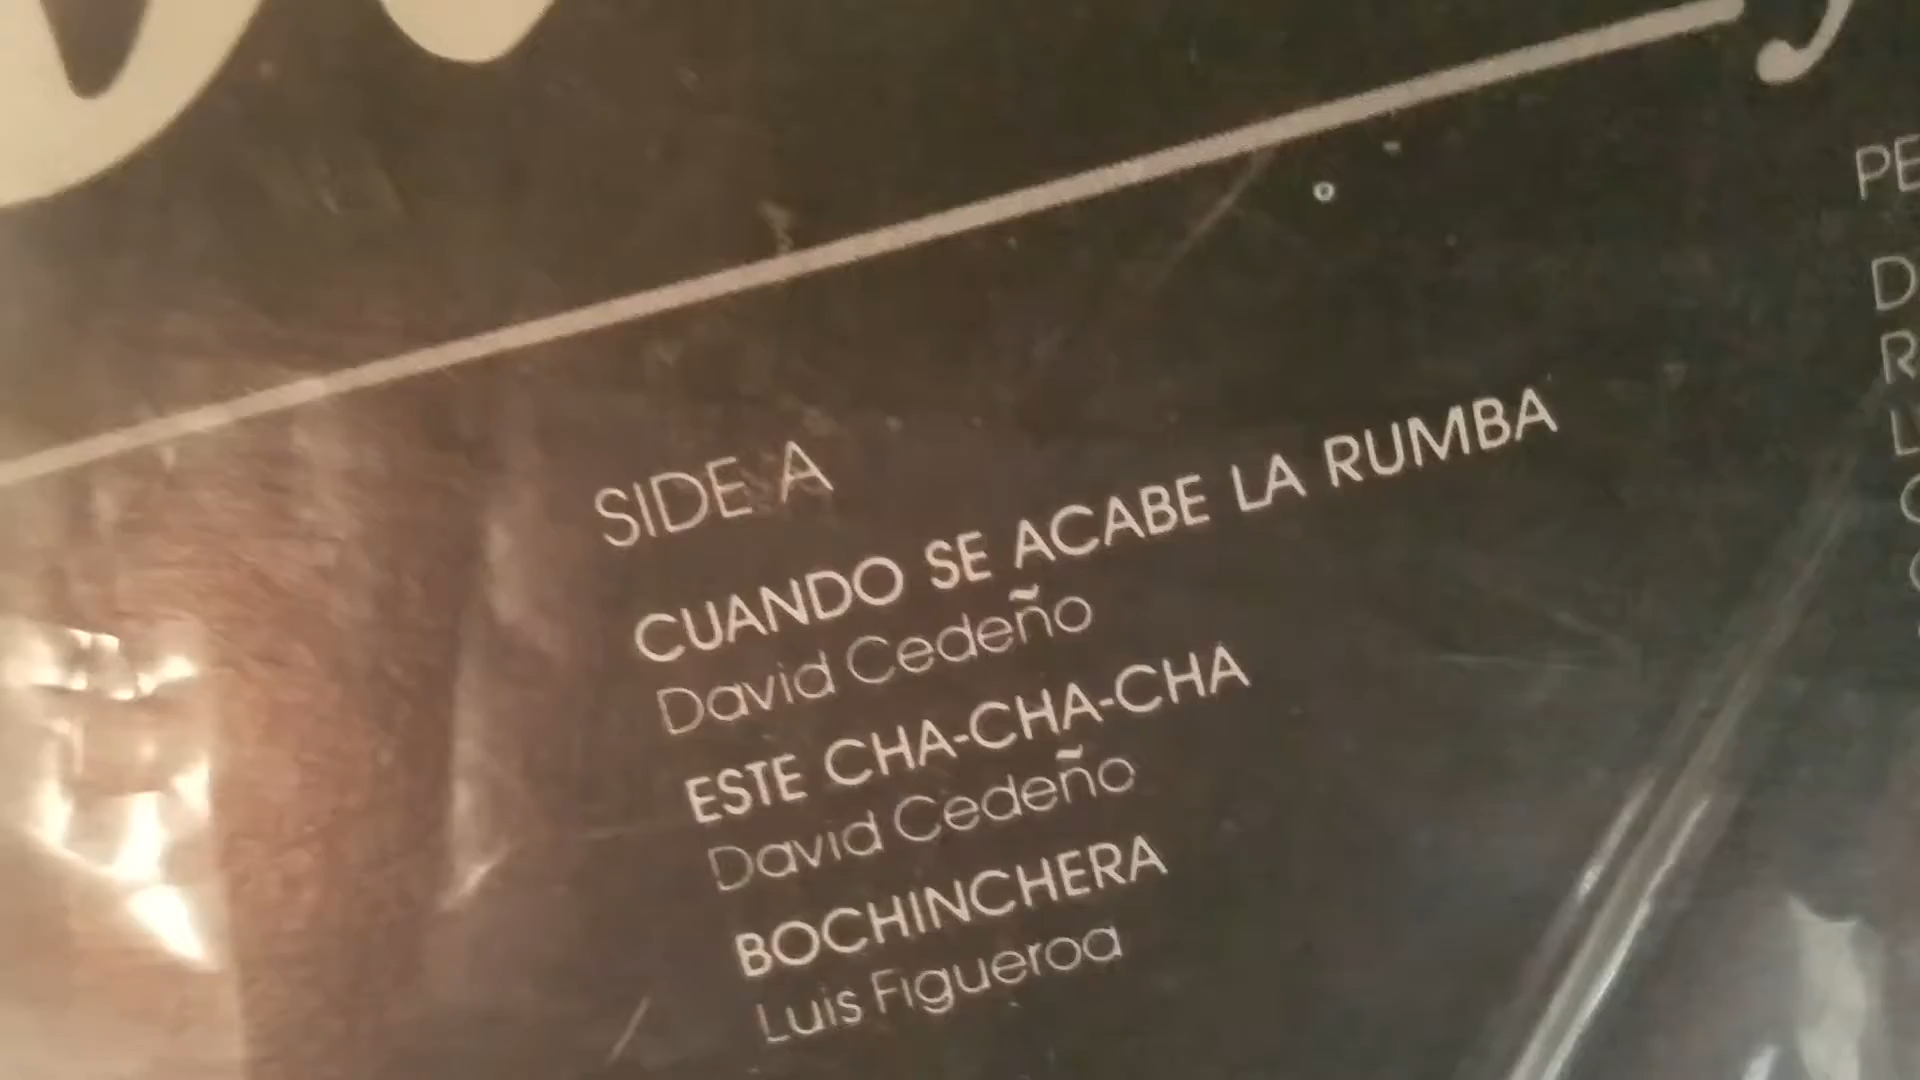 SIDE A
CUANDO SE ACABE LA RUMBA
David Cedeño
ESTE CHA-CHA-CHA
David Cedeño
BOCHINCHERA
Luis Figueroa